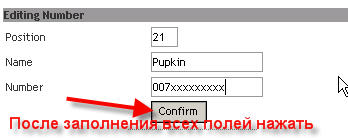 Editing Number
Position 21
Name Pupkin
Number 007xxxxxxxxx
Confirm
После заполнения всех полей нажать